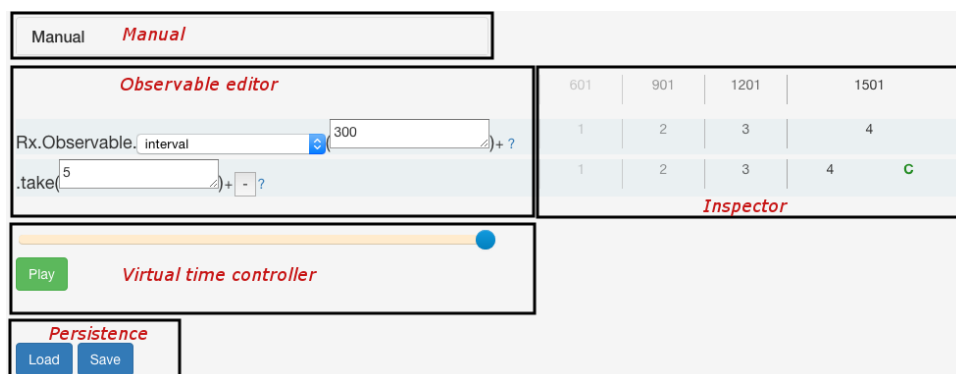 Manual Manual
Observable editor
601 901 1201 1501
Rx.Observable. interval (300)+ ?
1 2 3 4
.take(5)+ - ?
1 2 3 4 C
Inspector
Play Virtual time controller
Persistence
Load Save